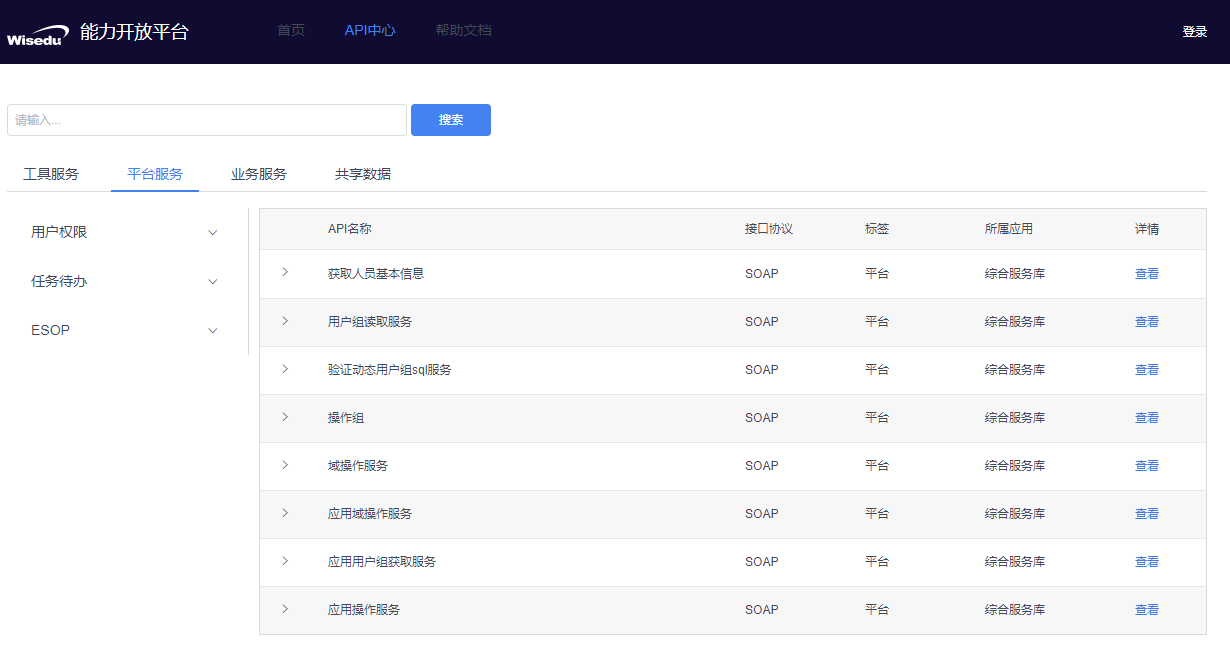 Wisedu 能力开放平台 首页 API中心 帮助文档 登录
请输入... 搜索
工具服务 平台服务 业务服务 共享数据
用户权限
任务待办
ESOP
API名称 接口协议 标签 所属应用 详情
获取人员基本信息 SOAP 平台 综合服务库 查看
用户组读取服务 SOAP 平台 综合服务库 查看
验证动态用户组sql服务 SOAP 平台 综合服务库 查看
操作组 SOAP 平台 综合服务库 查看
域操作服务 SOAP 平台 综合服务库 查看
应用域操作服务 SOAP 平台 综合服务库 查看
应用用户组获取服务 SOAP 平台 综合服务库 查看
应用操作服务 SOAP 平台 综合服务库 查看